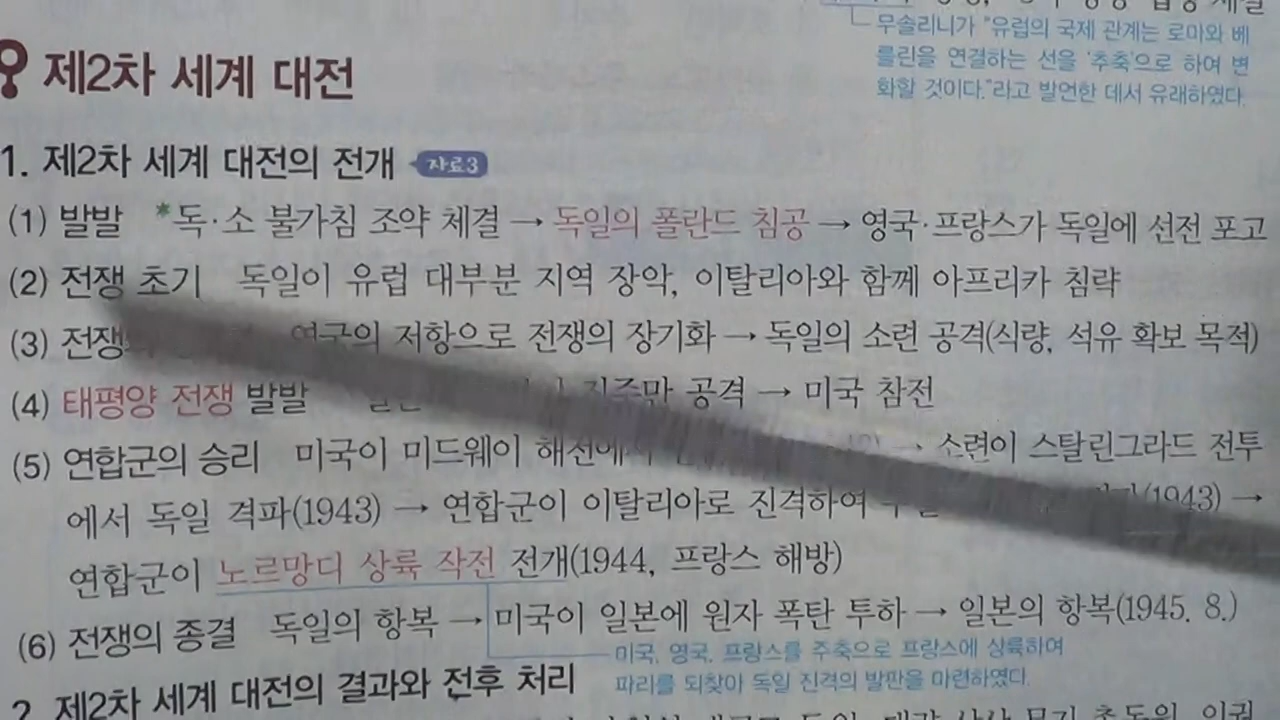 무솔리니가 "유럽의 국제 관계는 로마와 베
를린을 연결하는 선을 '추축'으로 하여 변
화할 것이다."라고 발언한 데서 유래하였다.
제2차 세계 대전
1. 제2차 세계 대전의 전개 자료3
(1) 발발 *독·소 불가침 조약 체결 → 독일의 폴란드 침공 → 영국·프랑스가 독일에 선전 포고
(2) 전쟁 초기 독일이 유럽 대부분 지역 장악, 이탈리아와 함께 아프리카 침략
(3) 전쟁 영국의 저항으로 전쟁의 장기화 → 독일의 소련 공격(식량, 석유 확보 목적)
(4) 태평양 전쟁 발발 진주만 공격 → 미국 참전
(5) 연합군의 승리 미국이 미드웨이 해전에서 → 소련이 스탈린그라드 전투
에서 독일 격파(1943) → 연합군이 이탈리아로 진격하여 (1943) →
연합군이 노르망디 상륙 작전 전개(1944, 프랑스 해방)
(6) 전쟁의 종결 독일의 항복 → 미국이 일본에 원자 폭탄 투하 → 일본의 항복(1945. 8.)
미국, 영국, 프랑스를 주축으로 프랑스에 상륙하여
파리를 되찾아 독일 진격의 발판을 마련하였다.
2. 제2차 세계 대전의 결과와 전후 처리